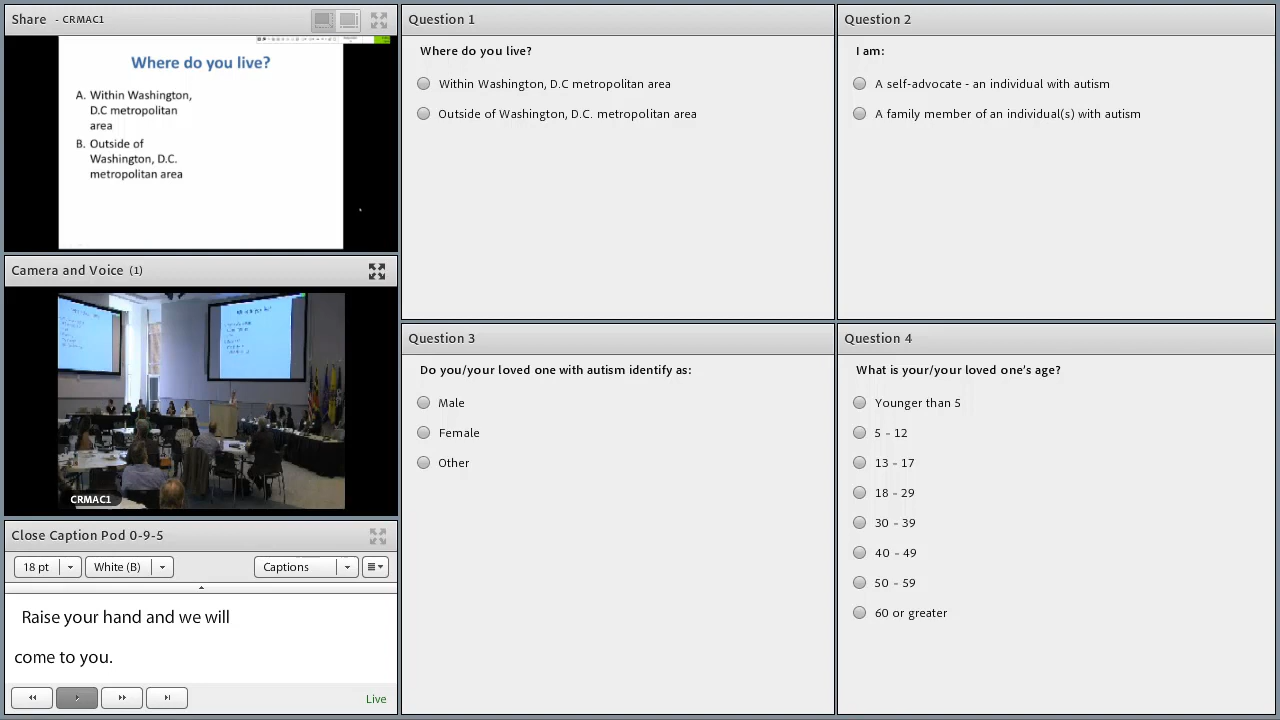 Share - CRMAC1
Where do you live?
A. Within Washington,
D.C metropolitan
area
B. Outside of
Washington, D.C.
metropolitan area
Camera and Voice (1)
CRMAC1
Close Caption Pod 0-9-5
18 pt
White (B)
Captions
Raise your hand and we will
come to you.
Live
Question 1
Where do you live?
Within Washington, D.C metropolitan area
Outside of Washington, D.C. metropolitan area
Question 2
I am:
A self-advocate - an individual with autism
A family member of an individual(s) with autism
Question 3
Do you/your loved one with autism identify as:
Male
Female
Other
Question 4
What is your/your loved one's age?
Younger than 5
5 - 12
13 - 17
18 - 29
30 - 39
40 - 49
50 - 59
60 or greater